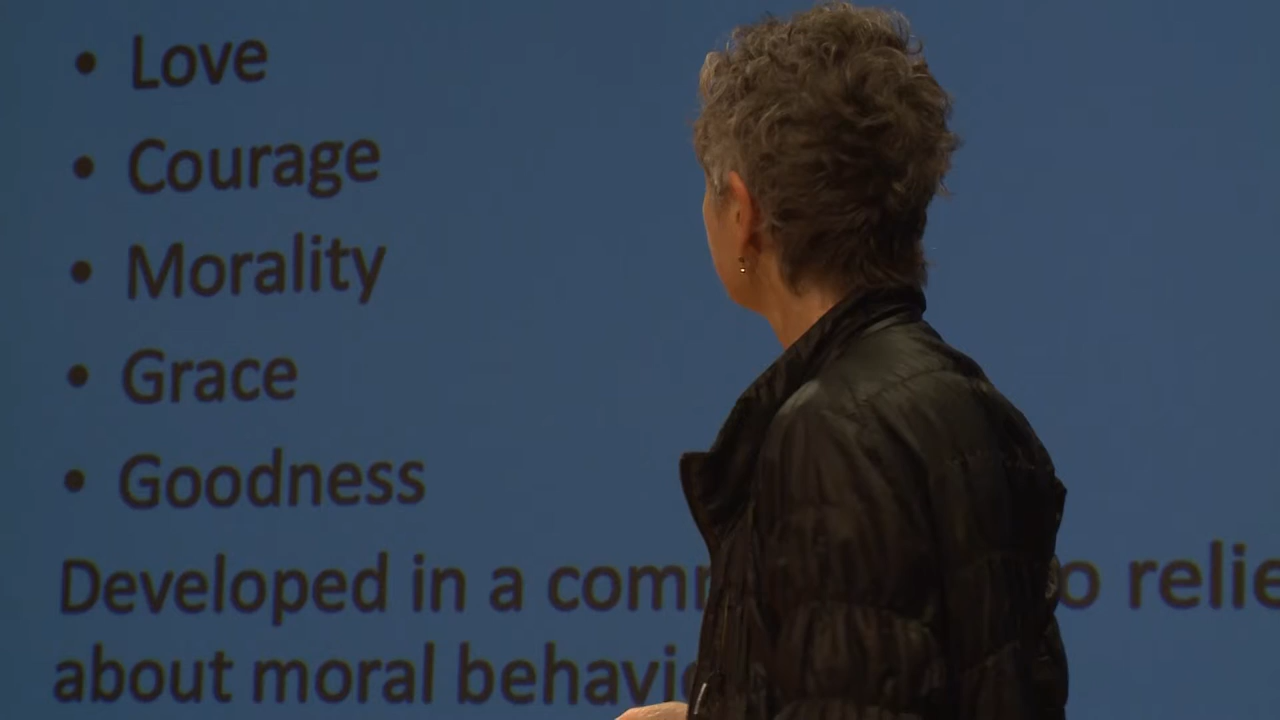 • Love
• Courage
• Morality
• Grace
• Goodness
Developed in a
about moral